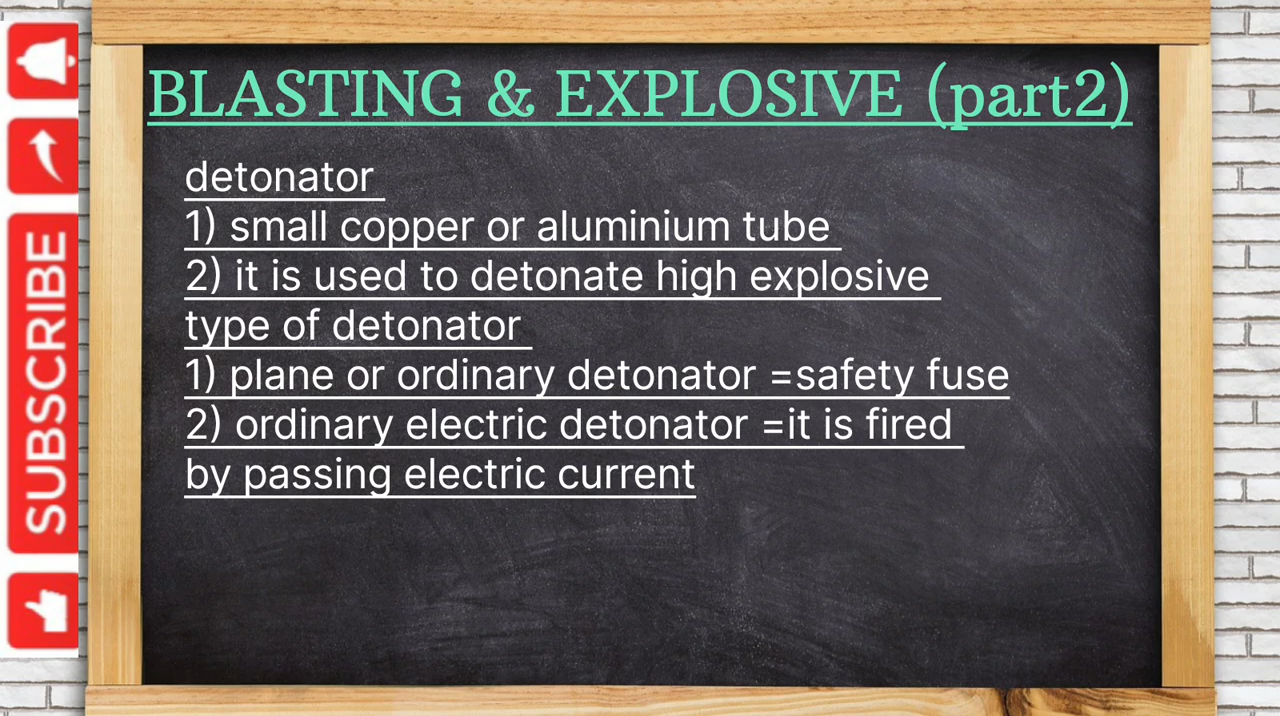 BLASTING & EXPLOSIVE (part2)
detonator
1) small copper or aluminium tube
2) it is used to detonate high explosive
type of detonator
1) plane or ordinary detonator =safety fuse
2) ordinary electric detonator =it is fired
by passing electric current
SUBSCRIBE